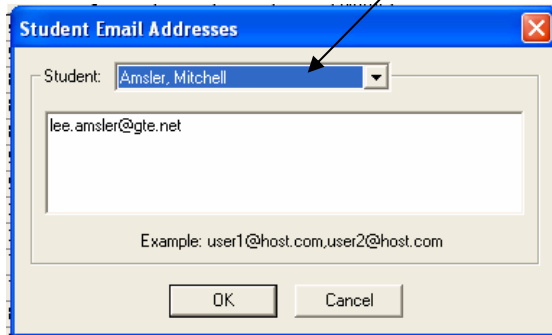 Student Email Addresses
Student: Amsler, Mitchell
lee.amsler@gte.net
Example: user1@host.com,user2@host.com
OK Cancel